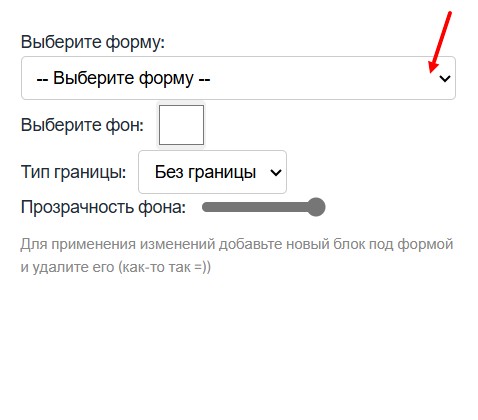 Выберите форму:
-- Выберите форму --
Выберите фон:
Тип границы: Без границы
Прозрачность фона:
Для применения изменений добавьте новый блок под формой
и удалите его (как-то так =))